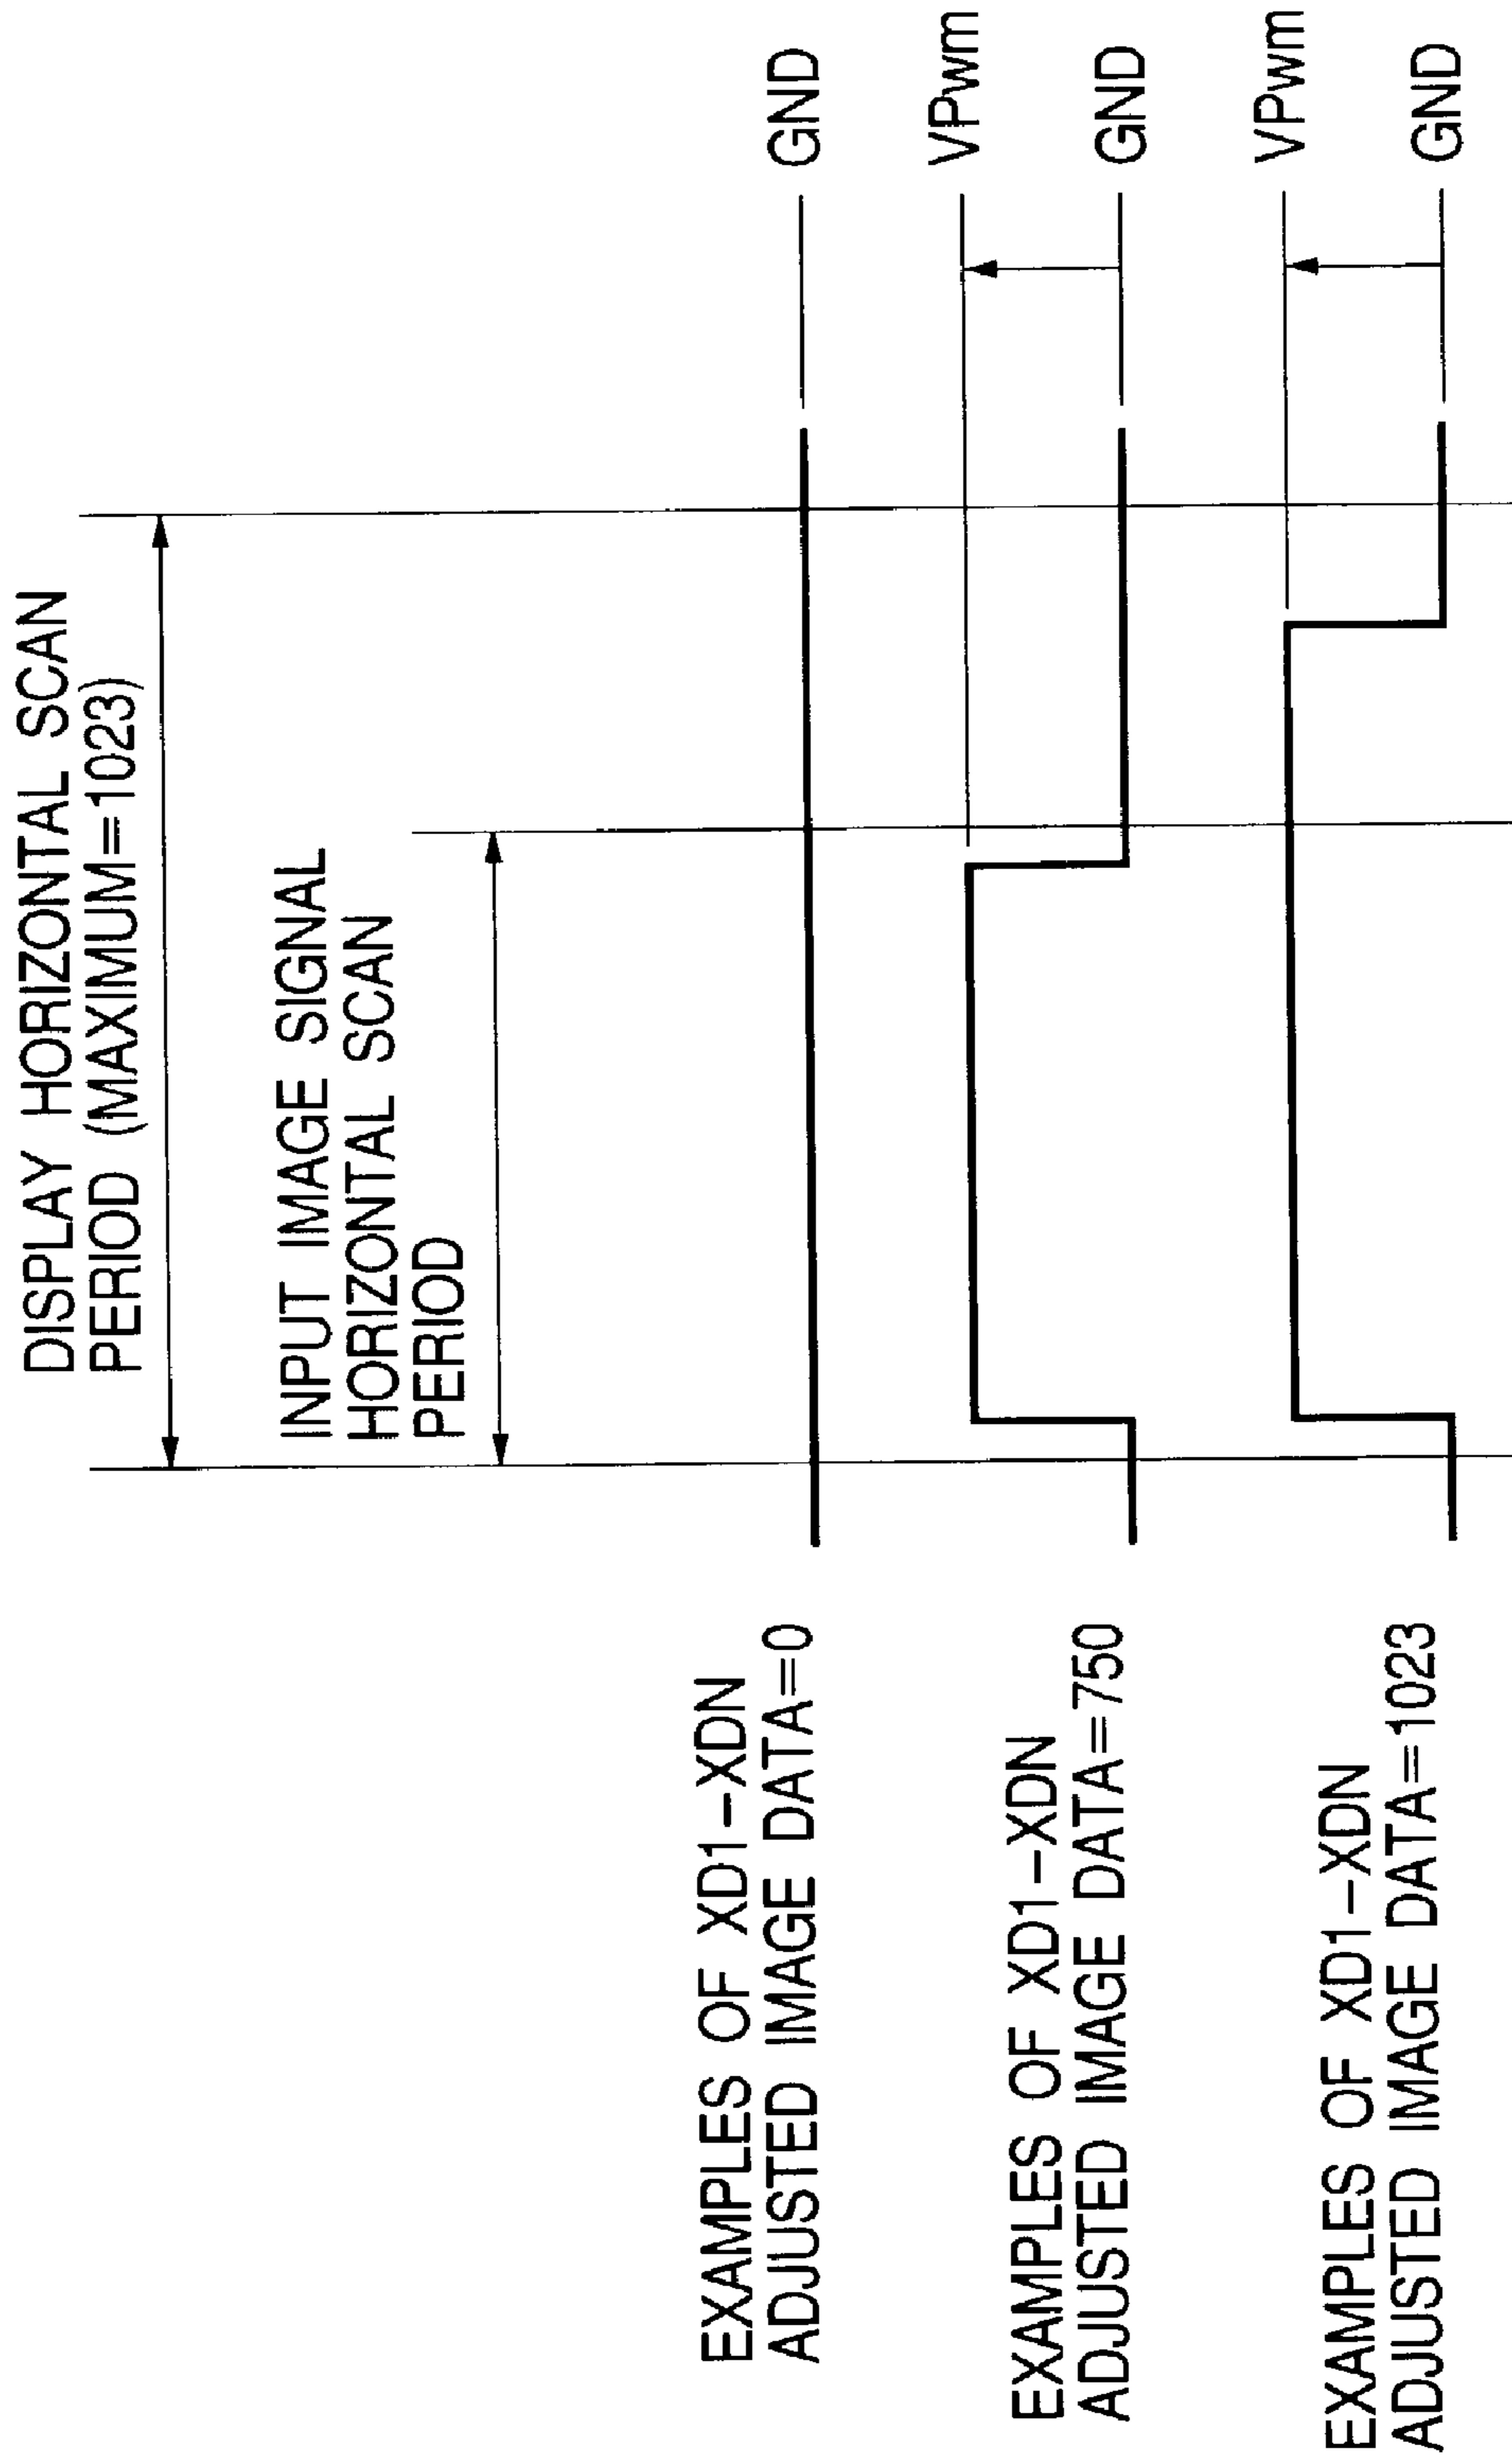 DISPLAY HORIZONTAL SCAN
PERIOD (MAXIMUM=1023)
INPUT IMAGE SIGNAL
HORIZONTAL SCAN
PERIOD
EXAMPLES OF XD1-XDN
ADJUSTED IMAGE DATA=0
GND
EXAMPLES OF XD1-XDN
ADJUSTED IMAGE DATA=750
VPwm
GND
EXAMPLES OF XD1-XDN
ADJUSTED IMAGE DATA=1023
VPwm
GND